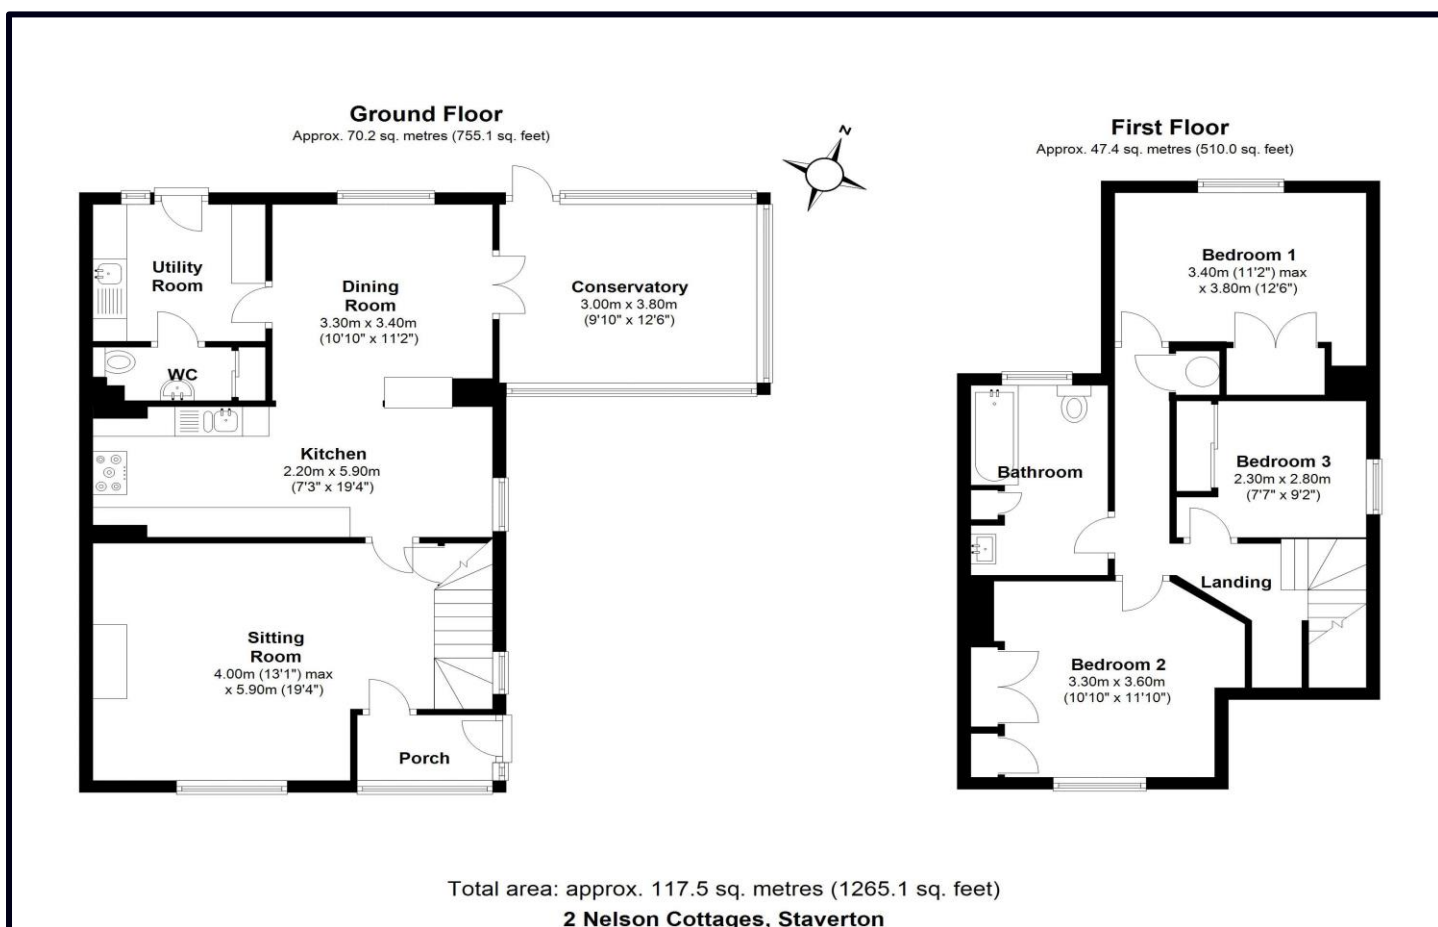 Ground Floor
Approx. 70.2 sq. metres (755.1 sq. feet)
N
First Floor
Approx. 47.4 sq. metres (510.0 sq. feet)
Utility
Room
Dining
Room
3.30m x 3.40m
(10'10" x 11'2")
Conservatory
3.00m x 3.80m
(9'10" x 12'6")
WC
Kitchen
2.20m x 5.90m
(7'3" x 19'4")
Sitting
Room
4.00m (13'1") max
x 5.90m (19'4")
Porch
Bedroom 1
3.40m (11'2") max
x 3.80m (12'6")
Bathroom
Bedroom 3
2.30m x 2.80m
(7'7" x 9'2")
Landing
Bedroom 2
3.30m x 3.60m
(10'10" x 11'10")
Total area: approx. 117.5 sq. metres (1265.1 sq. feet)
2 Nelson Cottages, Staverton